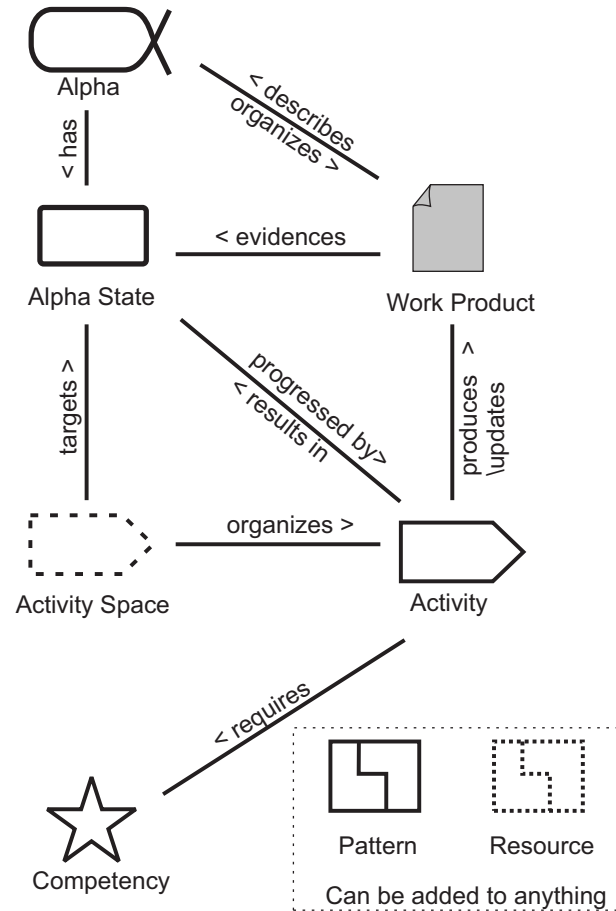 Alpha
< describes
organizes >
< has
Alpha State
< evidences
Work Product
targets >
progressed by>
< results in
produces >
\updates
Activity Space
organizes >
Activity
< requires
Competency
Pattern
Resource
Can be added to anything